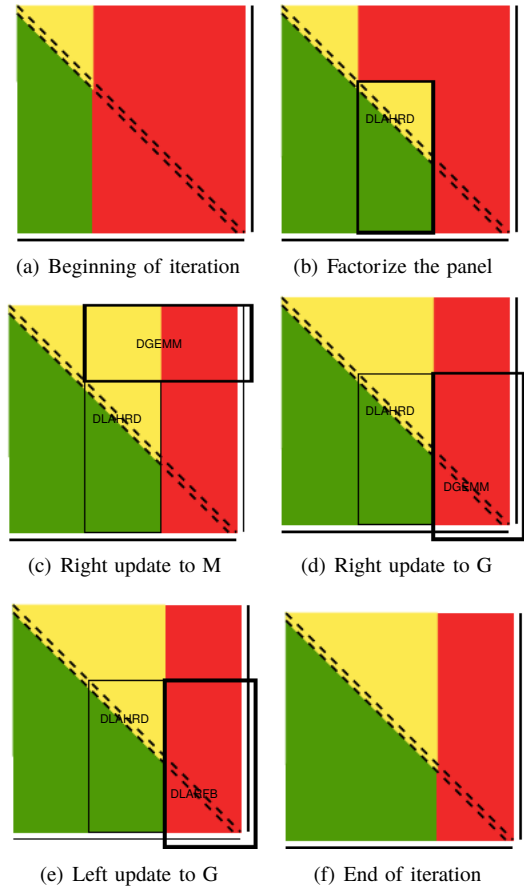 DLAHRD
(a) Beginning of iteration
(b) Factorize the panel
DGEMM
DLAHRD
DLAHRD
DGEMM
(c) Right update to M
(d) Right update to G
DLAHRD
DLARFB
(e) Left update to G
(f) End of iteration